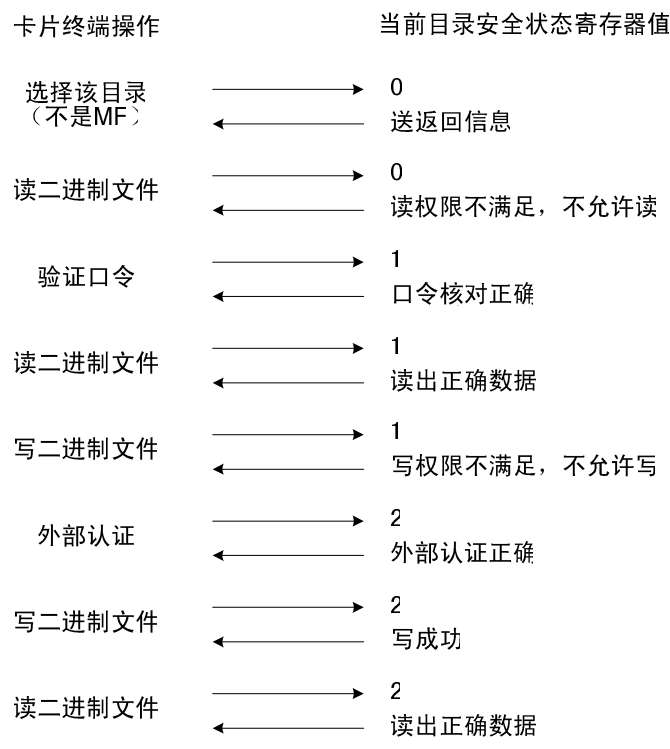 卡片终端操作 当前目录安全状态寄存器值
选择该目录 0
（不是MF） 送返回信息
读二进制文件 0
读权限不满足，不允许读
验证口令 1
口令核对正确
读二进制文件 1
读出正确数据
写二进制文件 1
写权限不满足，不允许写
外部认证 2
外部认证正确
写二进制文件 2
写成功
读二进制文件 2
读出正确数据